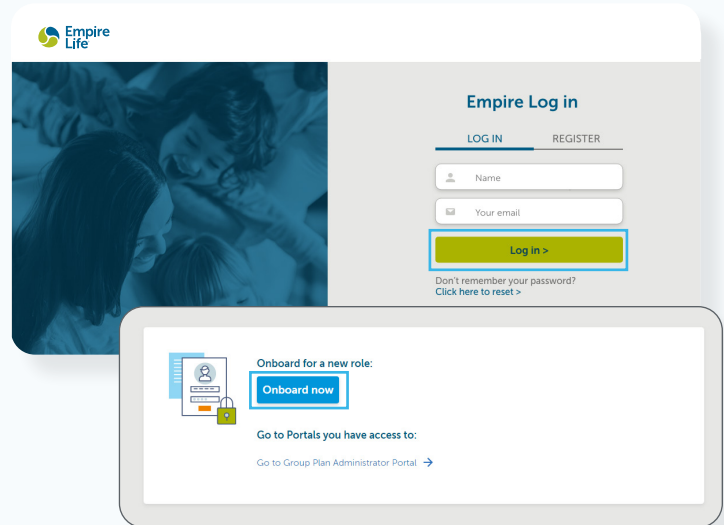 Empire
Life
Empire Log in
LOG IN REGISTER
Name
Your email
Log in >
Don't remember your password?
Click here to reset >
Onboard for a new role:
Onboard now
Go to Portals you have access to:
Go to Group Plan Administrator Portal →